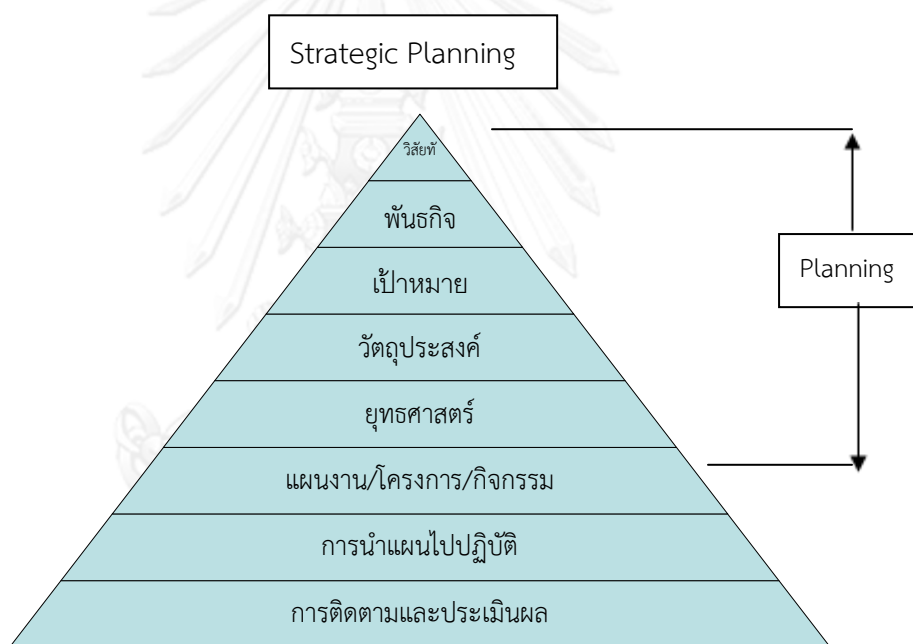 Strategic Planning
วิสัยทั
พันธกิจ
เป้าหมาย
Planning
วัตถุประสงค์
ยุทธศาสตร์
แผนงาน/โครงการ/กิจกรรม
การนำแผนไปปฏิบัติ
การติดตามและประเมินผล